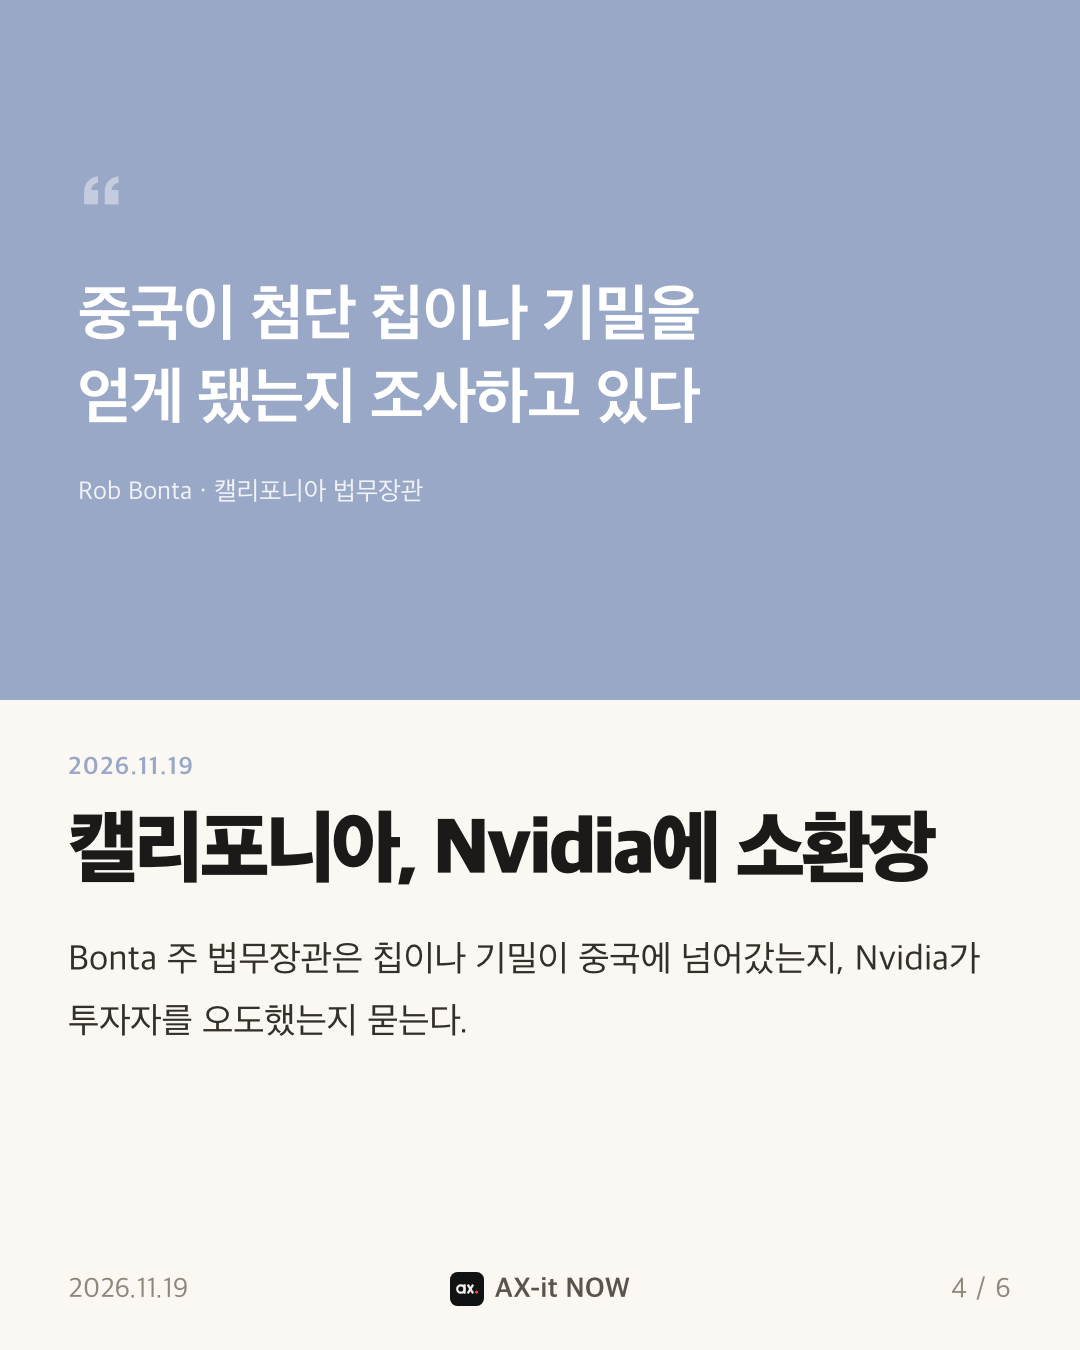 “
중국이 첨단 칩이나 기밀을
얻게 됐는지 조사하고 있다
Rob Bonta · 캘리포니아 법무장관
2026.11.19
캘리포니아, Nvidia에 소환장
Bonta 주 법무장관은 칩이나 기밀이 중국에 넘어갔는지, Nvidia가
투자자를 오도했는지 묻는다.
2026.11.19
ax. AX-it NOW
4 / 6